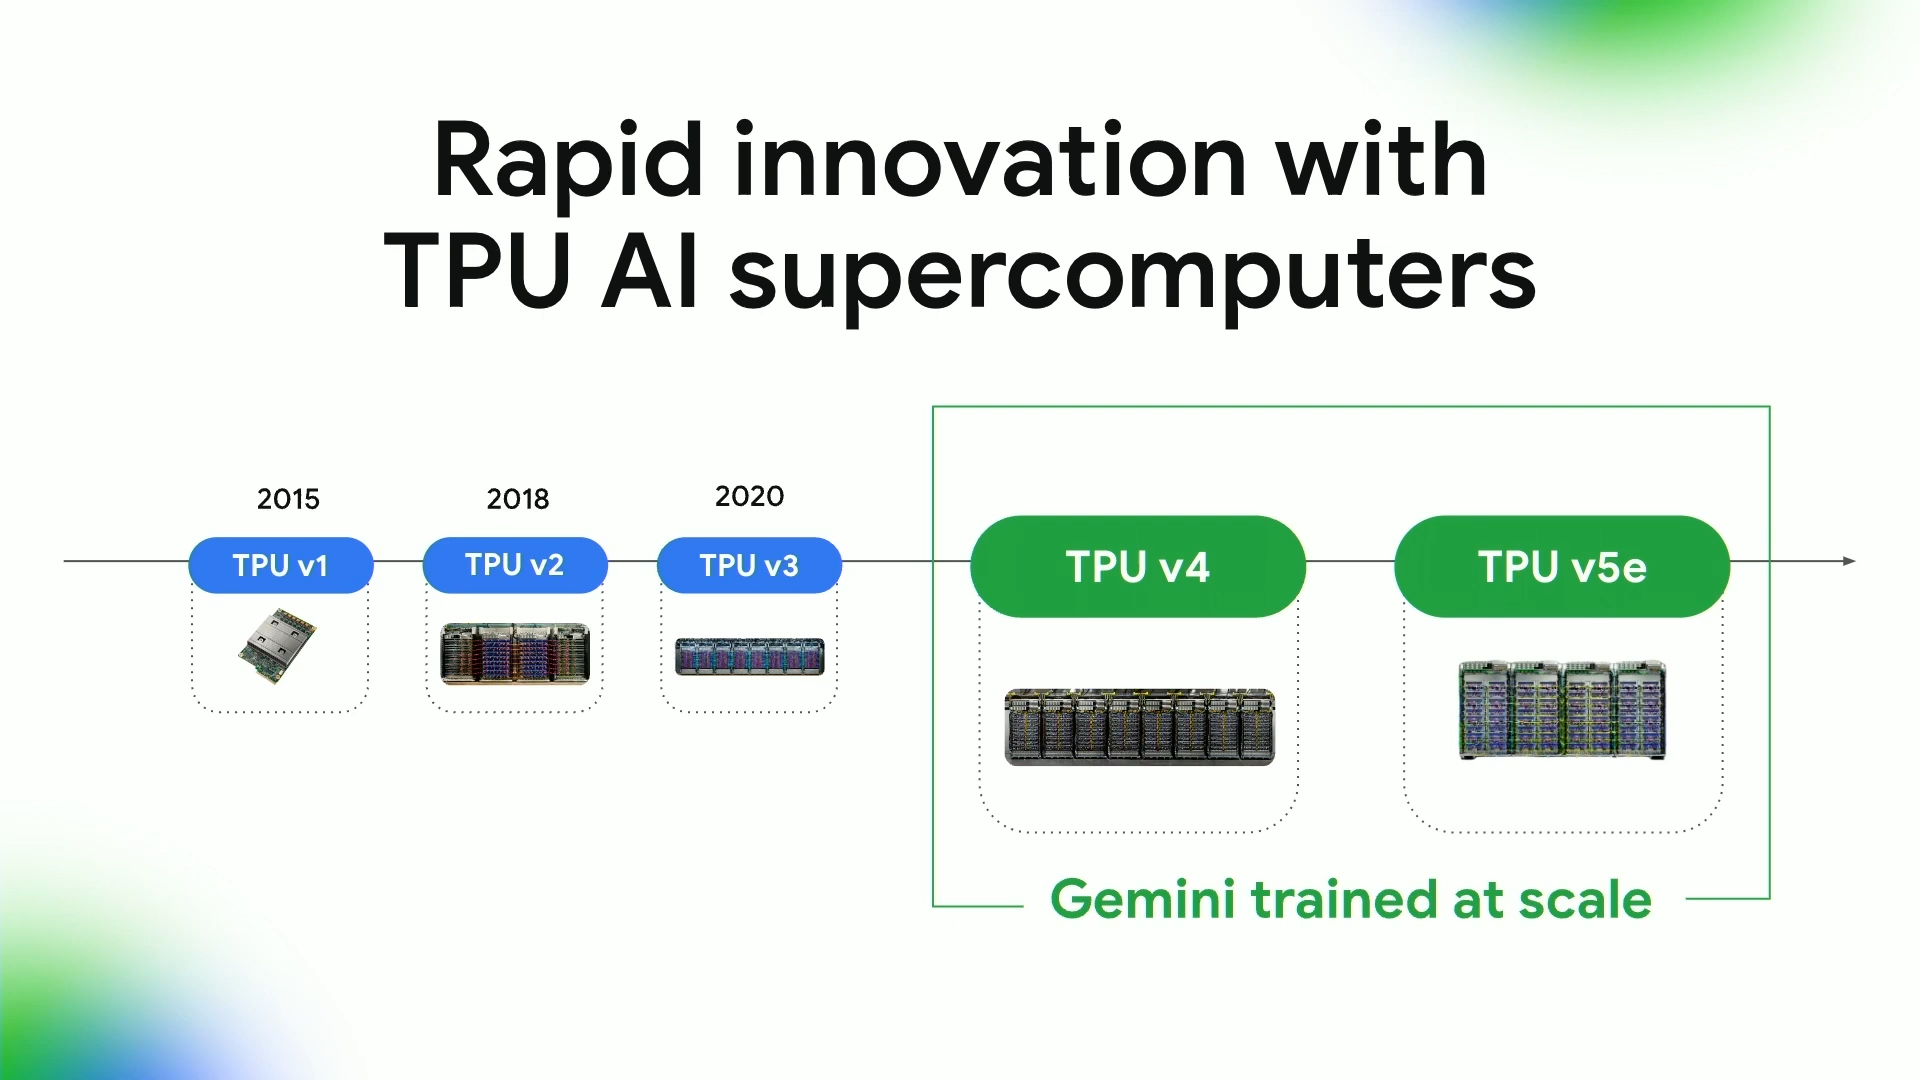 Rapid innovation with
TPU AI supercomputers
2015
2018
2020
TPU v1
TPU v2
TPU v3
TPU v4
TPU v5e
Gemini trained at scale